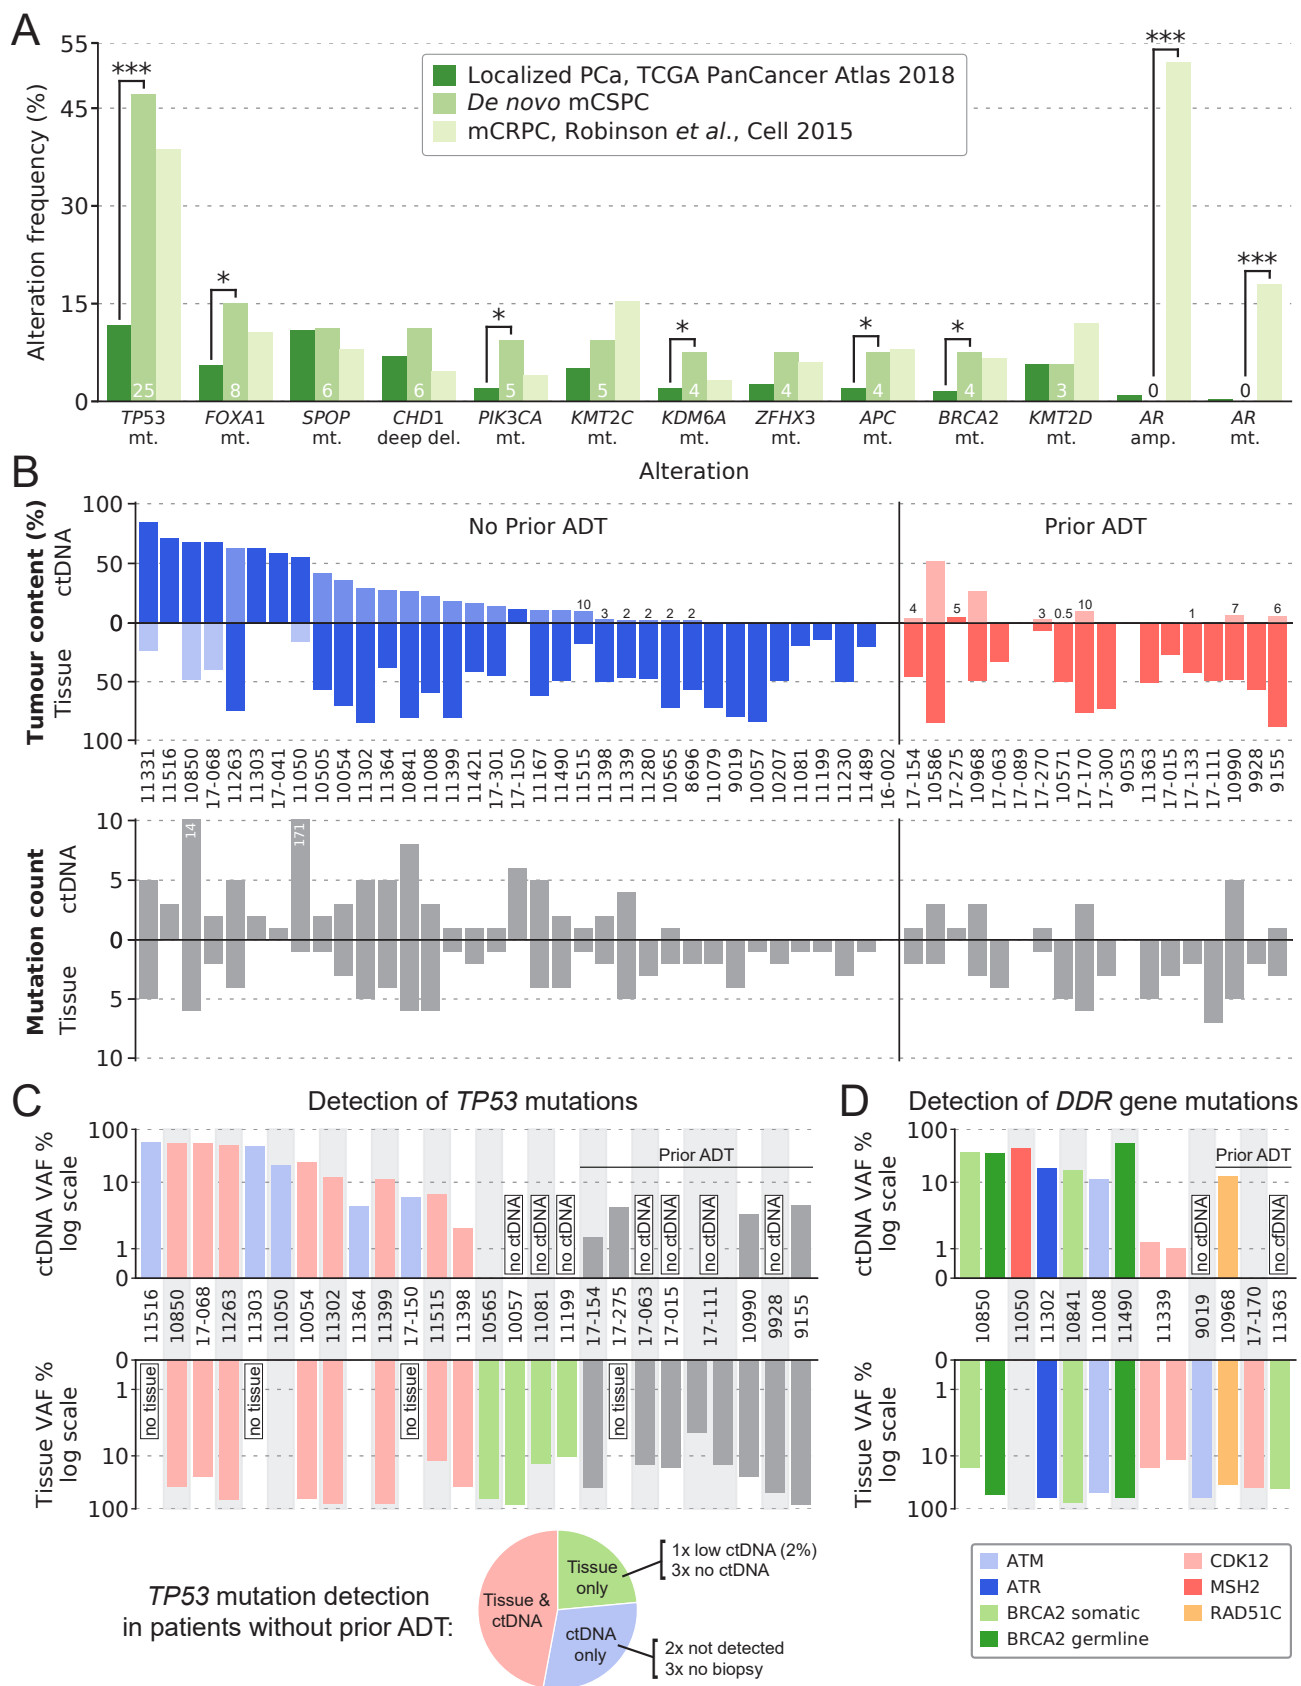 A
Alteration frequency (%)
55
45
30
15
0
Localized PCa, TCGA PanCancer Atlas 2018
De novo mCSPC
mCRPC, Robinson et al., Cell 2015
***
*
*
*
*
*
***
***
25
8
6
6
5
5
4
4
4
4
3
0
0
TP53 FOXA1 SPOP CHD1 PIK3CA KMT2C KDM6A ZFHX3 APC BRCA2 KMT2D AR AR
mt. mt. mt. deep del. mt. mt. mt. mt. mt. mt. mt. amp. mt.
Alteration
B
Tumour content (%)
ctDNA
Tissue
100
50
0
50
100
No Prior ADT
Prior ADT
10 3 2 2 2 2
4 5 3 0.5 10 1 7 6
11331 11516 10850 17-068 11263 11303 17-041 11050 10505 10054 11302 11364 10841 11008 11399 11421 17-301 17-150 11167 11490 11515 11398 11339 11280 10565 8696 11079 9019 10057 10207 11081 11199 11230 11489 16-002
17-154 10586 17-275 10968 17-063 17-089 17-270 10571 17-170 17-300 9053 11363 17-015 17-133 17-111 10990 9928 9155
Mutation count
ctDNA
Tissue
10
5
0
5
10
14
171
C
Detection of TP53 mutations
ctDNA VAF %
log scale
100
10
1
0
Prior ADT
no ctDNA
no ctDNA
no ctDNA
no ctDNA
no ctDNA
no ctDNA
no ctDNA
11516 10850 17-068 11263 11303 11050 10054 11302 11364 11399 17-150 11515 11398 10565 10057 11081 11199 17-154 17-275 17-063 17-015 17-111 10990 9928 9155
Tissue VAF %
log scale
0
1
10
100
no tissue
no tissue
no tissue
no tissue
D
Detection of DDR gene mutations
ctDNA VAF %
log scale
100
10
1
0
Prior ADT
no ctDNA
no cfDNA
10850 11050 11302 10841 11008 11490 11339 9019 10968 17-170 11363
Tissue VAF %
log scale
0
1
10
100
TP53 mutation detection
in patients without prior ADT:
Tissue &
ctDNA
Tissue
only
ctDNA
only
1x low ctDNA (2%)
3x no ctDNA
2x not detected
3x no biopsy
ATM
ATR
BRCA2 somatic
BRCA2 germline
CDK12
MSH2
RAD51C